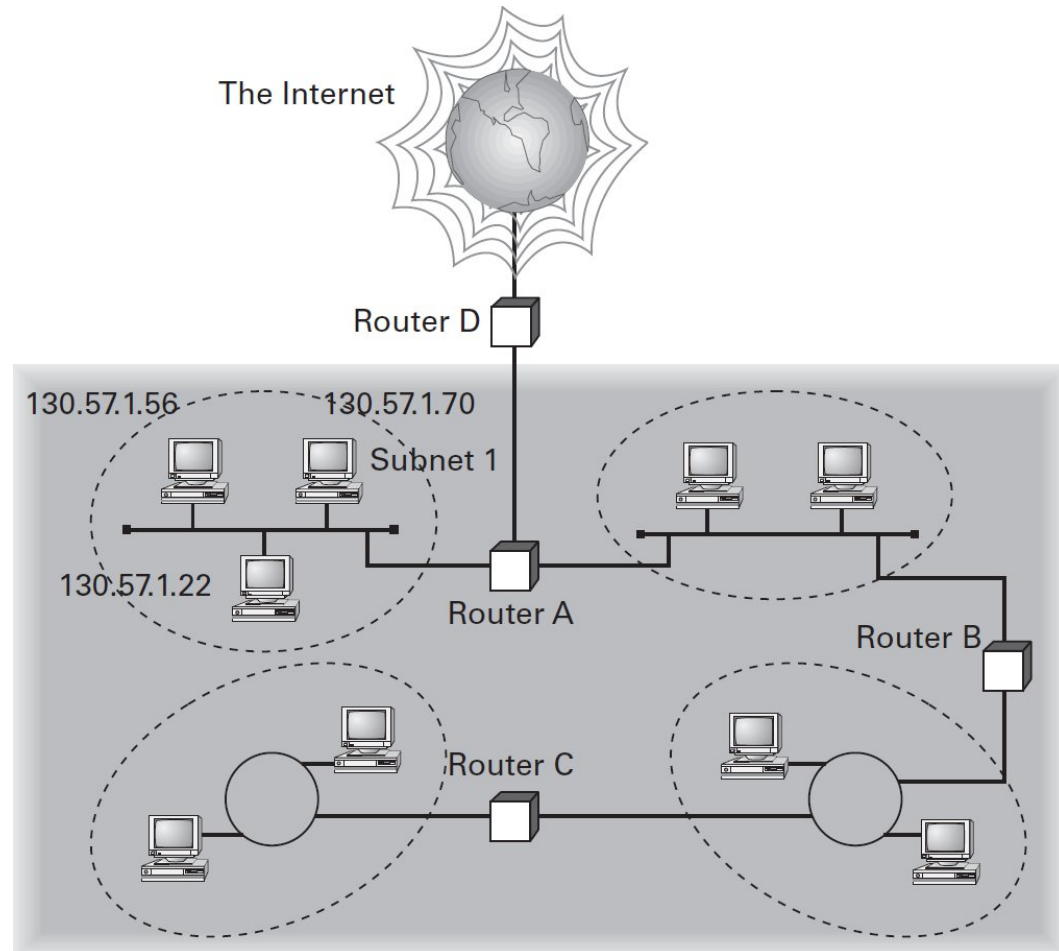 The Internet
Router D
130.57.1.56
130.57.1.70
Subnet 1
130.57.1.22
Router A
Router B
Router C